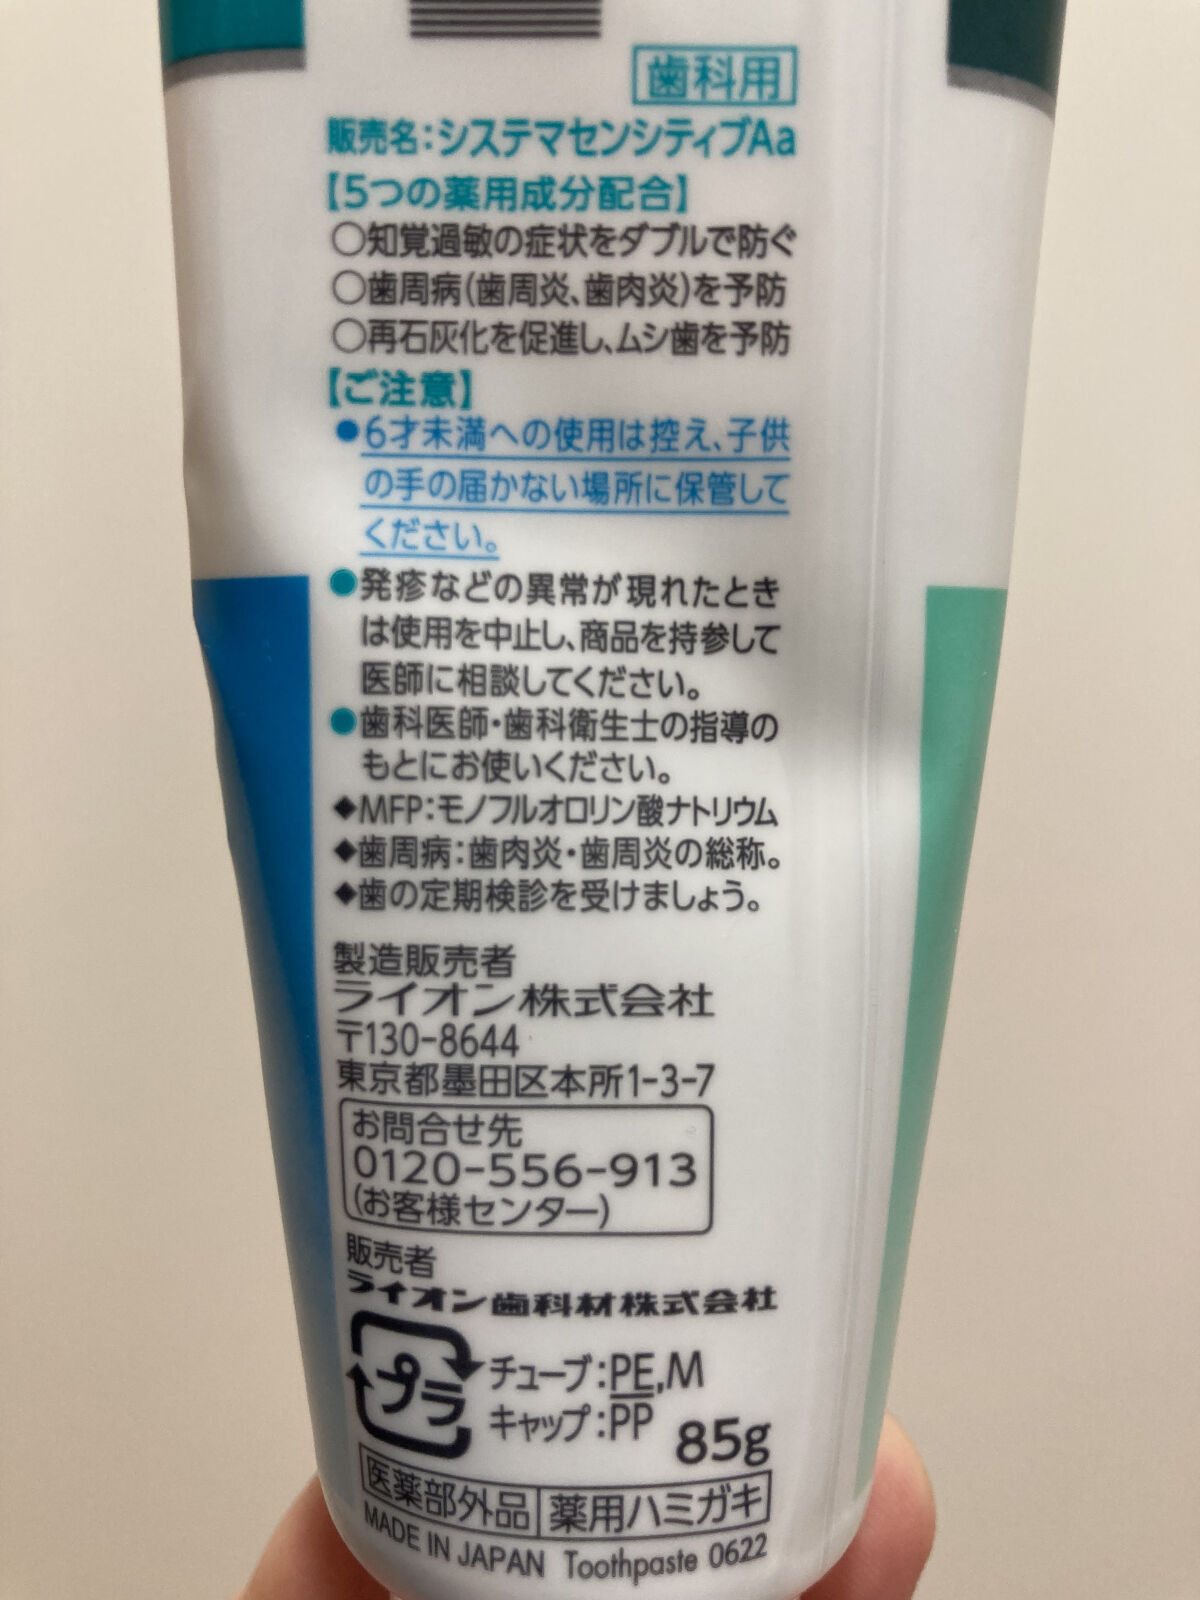 歯科用
販売名:システマセンシティブAa
【5つの薬用成分配合】
○知覚過敏の症状をダブルで防ぐ
○歯周病(歯周炎、歯肉炎)を予防
○再石灰化を促進し、ムシ歯を予防
【ご注意】
●6才未満への使用は控え、子供
の手の届かない場所に保管して
ください。
●発疹などの異常が現れたとき
は使用を中止し、商品を持参して
医師に相談してください。
●歯科医師・歯科衛生士の指導の
もとにお使いください。
◆MFP:モノフルオロリン酸ナトリウム
◆歯周病:歯肉炎・歯周炎の総称。
◆歯の定期検診を受けましょう。
製造販売者
ライオン株式会社
〒130-8644
東京都墨田区本所1-3-7
お問合せ先
0120-556-913
(お客様センター)
販売者
ライオン歯科材株式会社
プラ
チューブ:PE,M
キャップ:PP
85g
医薬部外品 薬用ハミガキ
MADE IN JAPAN Toothpaste 0622